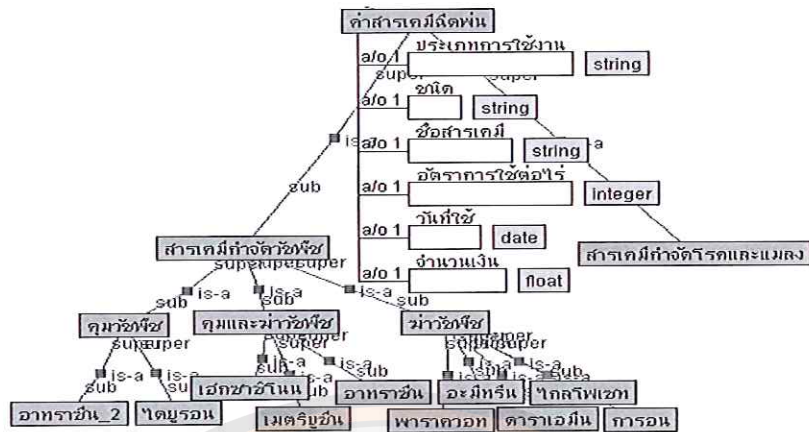 ค่าสารเคมีฉีดพ่น
ประเภทการใช้งาน
a/o 1
string
super
super
ชนิด
a/o 1
string
ชื่อสารเคมี
a/o 1
string
อัตราการใช้ต่อไร่
a/o 1
integer
sub
วันที่ใช้
a/o 1
date
สารเคมีกำจัดวัชพืช
สารเคมีกำจัดโรคและแมลง
จำนวนเงิน
a/o 1
float
super
is-a
is-a
is-a
sub
sub
sub
คุมวัชพืช
คุมและฆ่าวัชพืช
ฆ่าวัชพืช
super
super
super
is-a
is-a
is-a
is-a
is-a
เฮกซาซิโนน
อาทราซีน
อะมีทรีน
ไกลโฟเซท
อาทราซีน_2
ไดยูรอน
เมตริบูซีน
พาราควอท
ดาราเอมีน
การอน